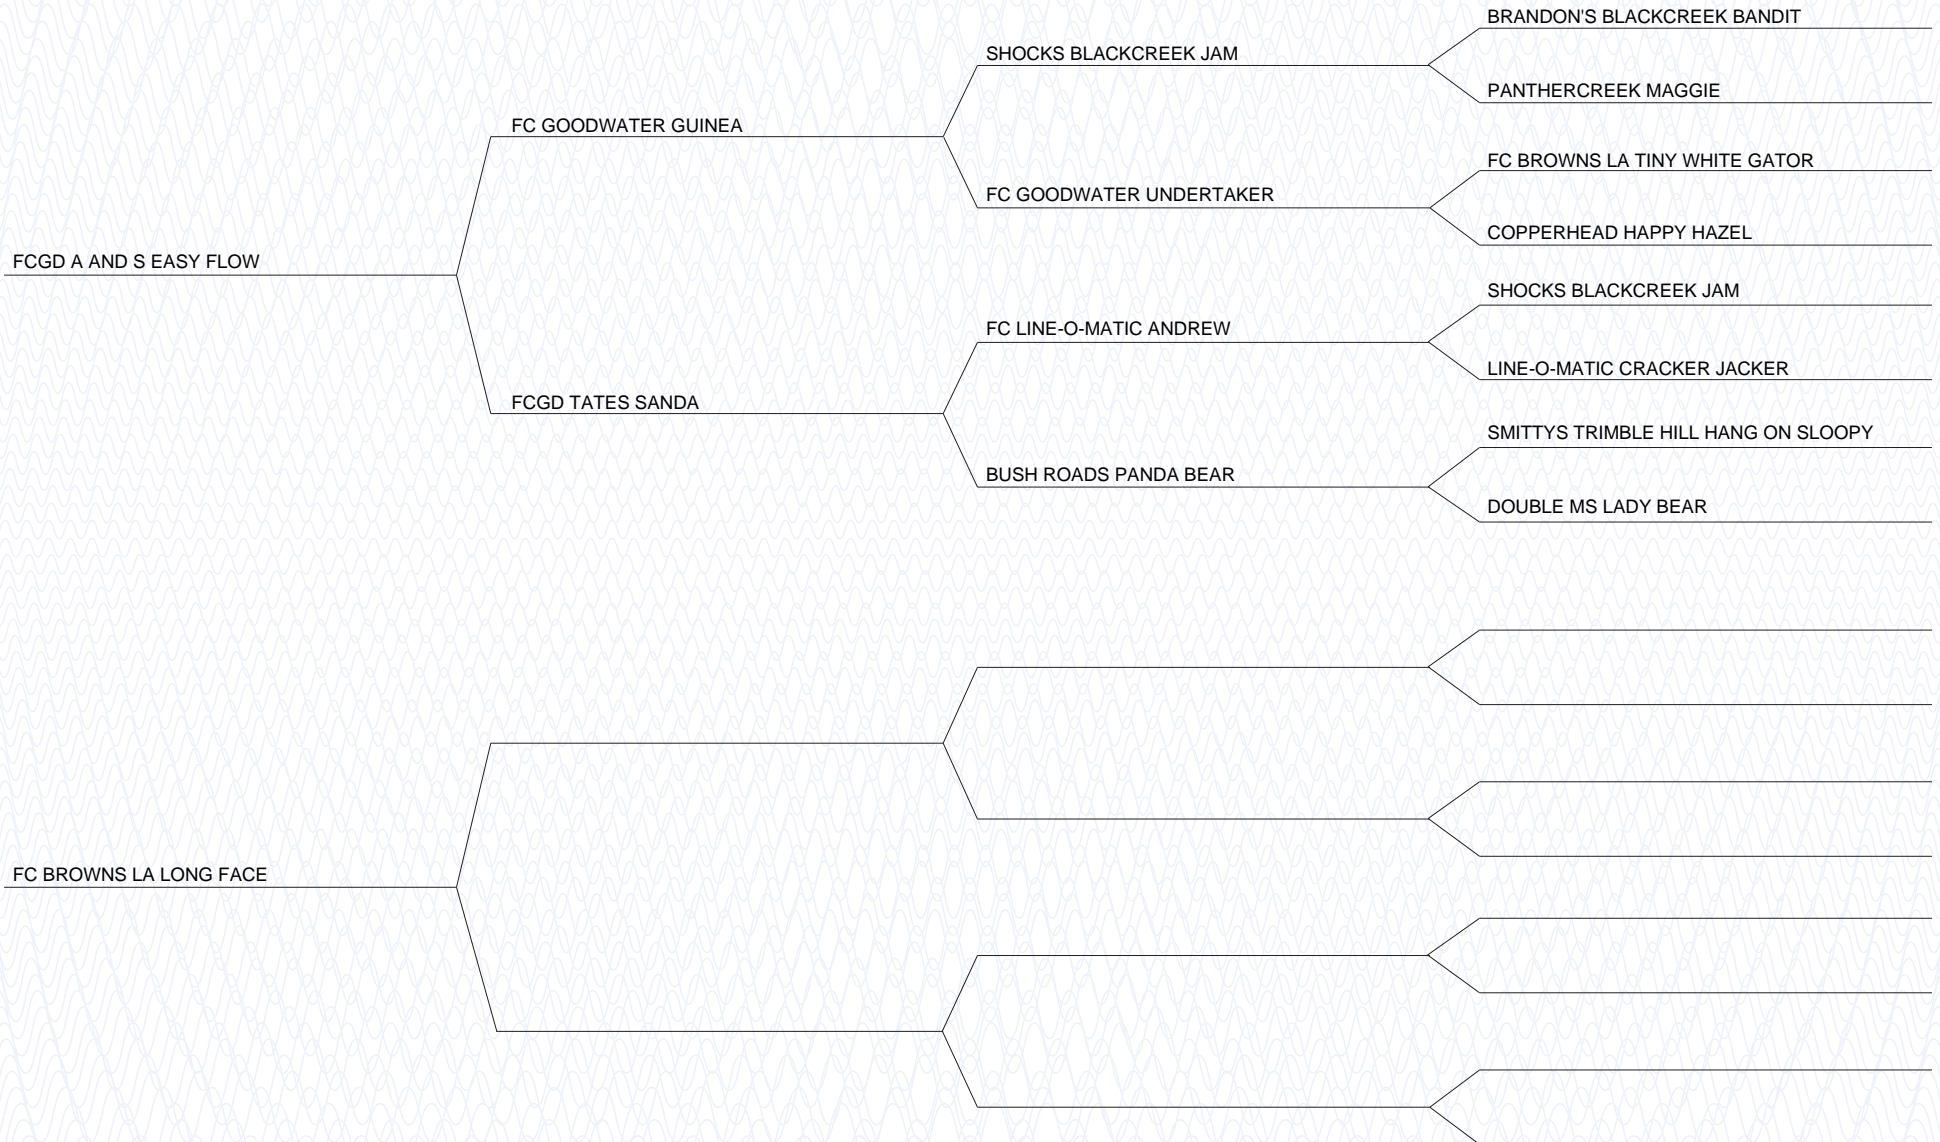 BRANDON'S BLACKCREEK BANDIT
SHOCKS BLACKCREEK JAM
PANTHERCREEK MAGGIE
FC GOODWATER GUINEA
FC BROWNS LA TINY WHITE GATOR
FC GOODWATER UNDERTAKER
COPPERHEAD HAPPY HAZEL
FCGD A AND S EASY FLOW
SHOCKS BLACKCREEK JAM
FC LINE-O-MATIC ANDREW
LINE-O-MATIC CRACKER JACKER
FCGD TATES SANDA
SMITTYS TRIMBLE HILL HANG ON SLOOPY
BUSH ROADS PANDA BEAR
DOUBLE MS LADY BEAR
FC BROWNS LA LONG FACE